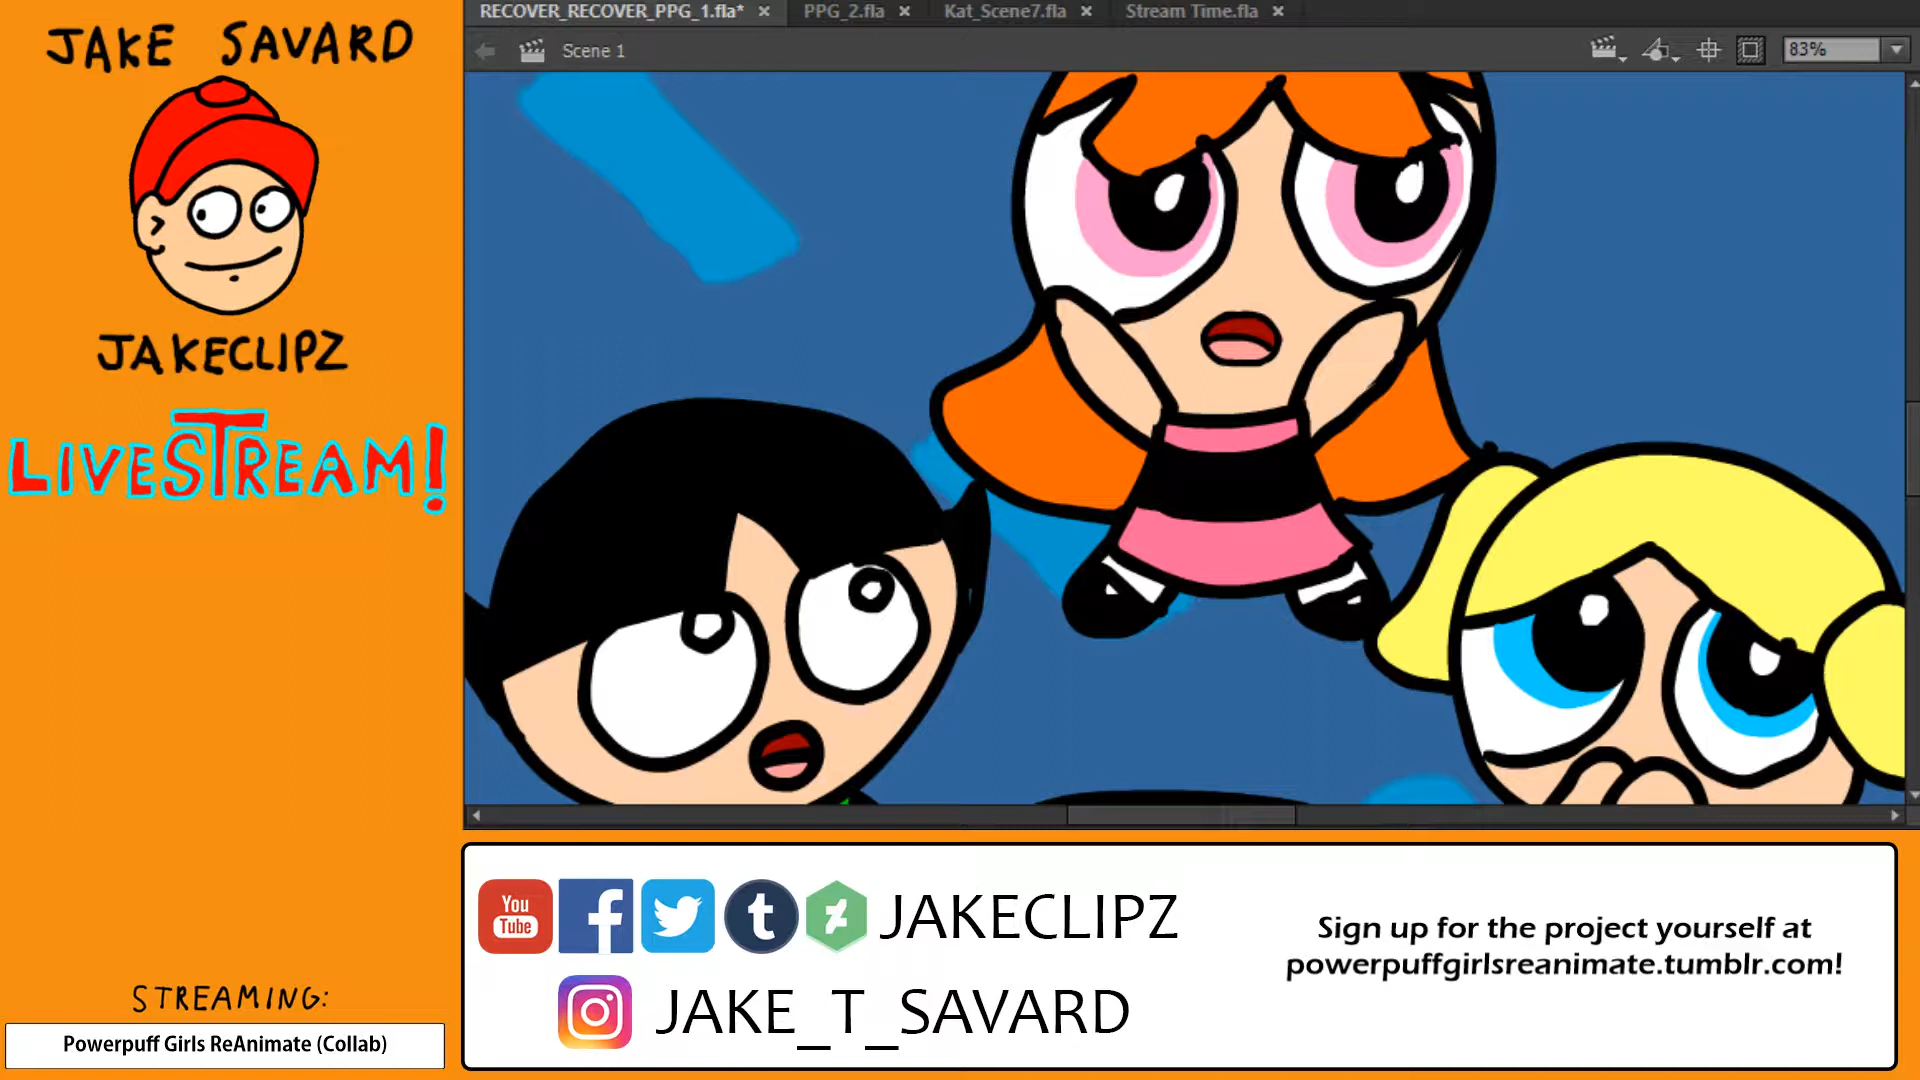 JAKE SAVARD
JAKECLIPZ
LIVESTREAM!
STREAMING:
Powerpuff Girls ReAnimate (Collab)
RECOVER_RECOVER_PPG_1.fla* × PPG_2.fla × Kat_Scene7.fla × Stream Time.fla ×
Scene 1
83%
You
Tube
f
t
JAKECLIPZ
JAKE_T_SAVARD
Sign up for the project yourself at
powerpuffgirlsreanimate.tumblr.com!